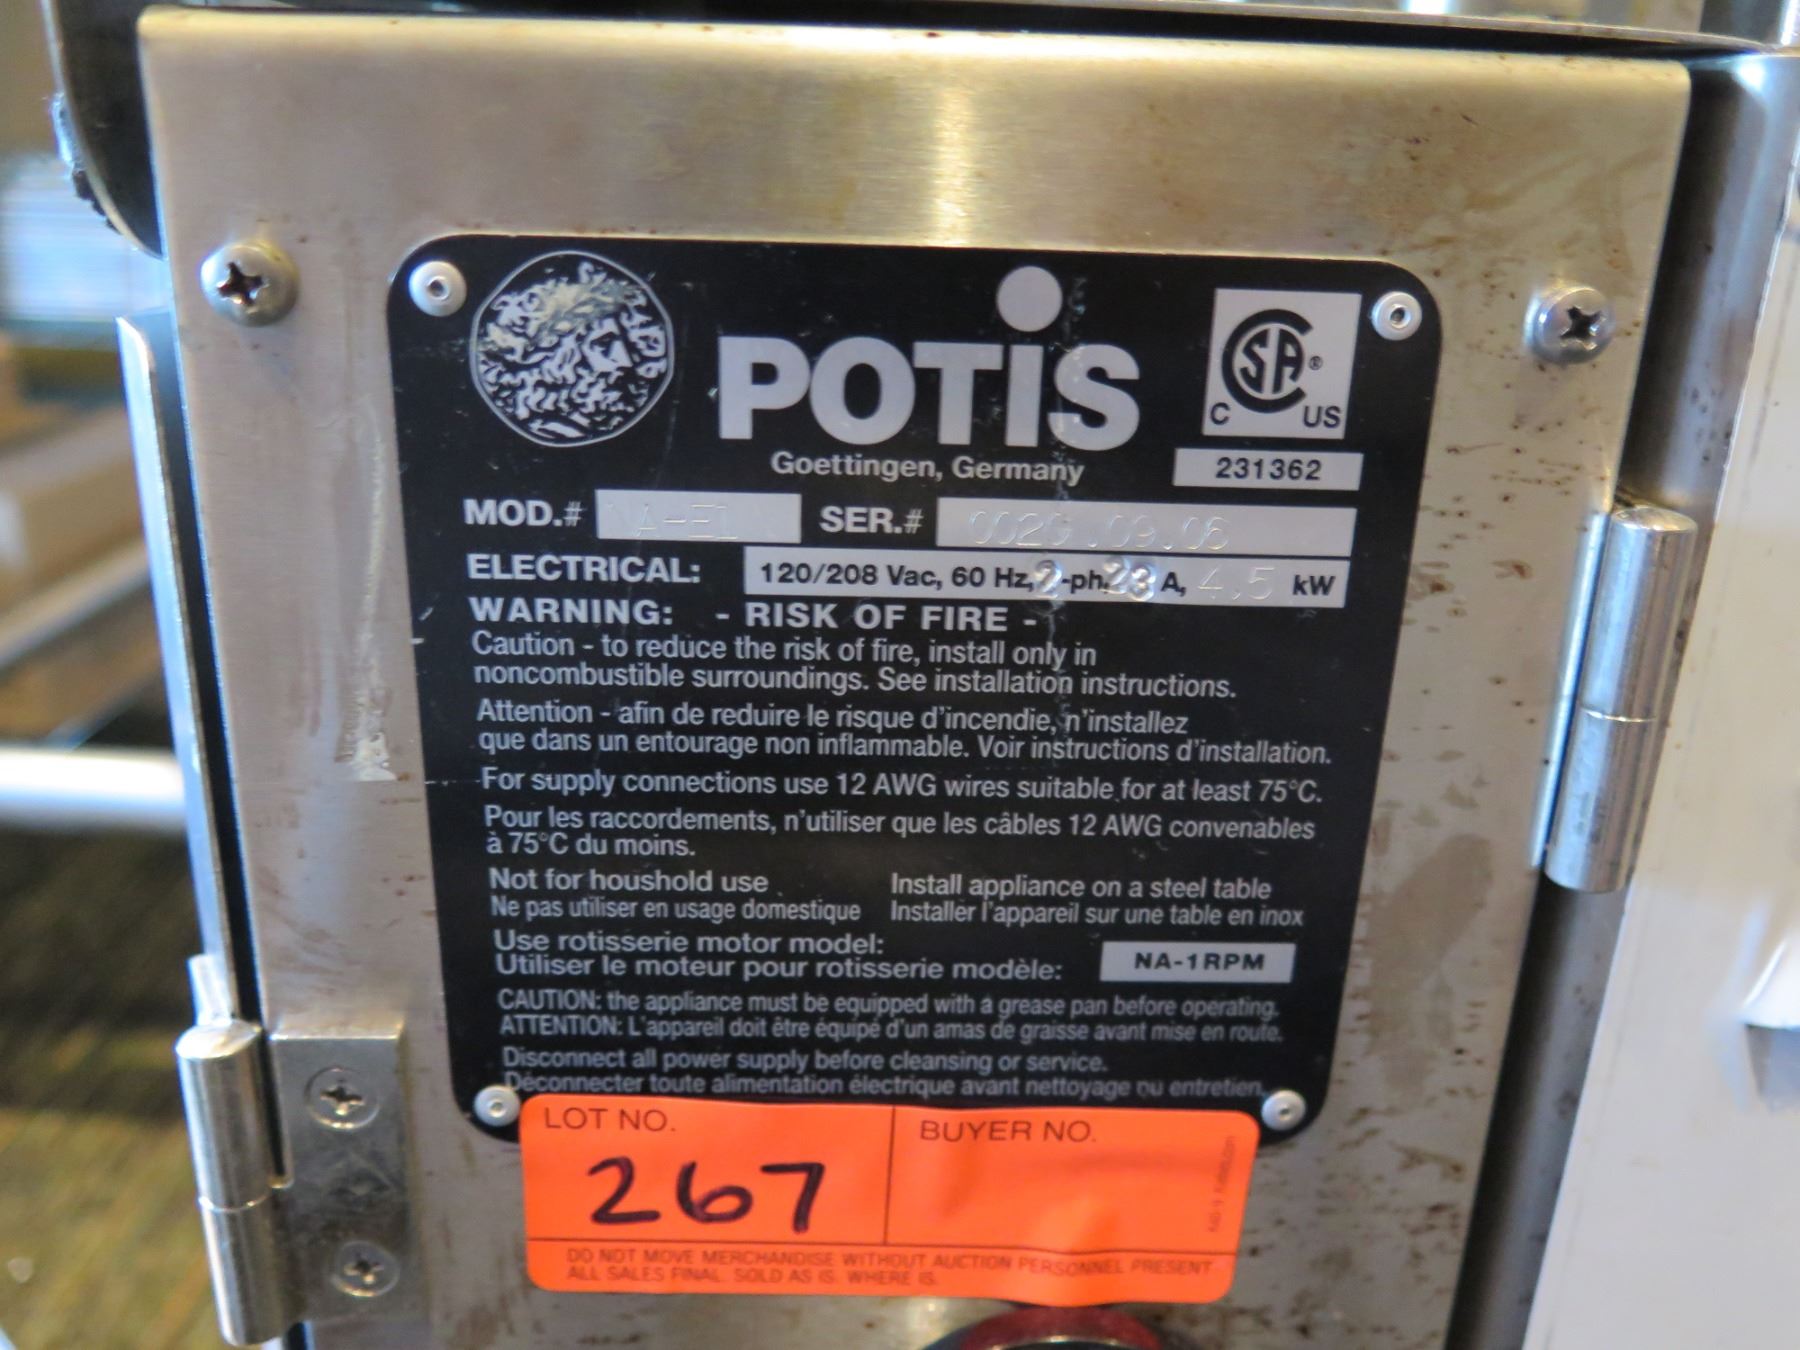 POTiS
Goettingen, Germany
CSA®
C US
231362
MOD.# NA-E1 SER.# .09.08
ELECTRICAL: 120/208 Vac, 60 Hz, 2-ph, 23 A, 4.5 kW
WARNING: - RISK OF FIRE -
Caution - to reduce the risk of fire, install only in
noncombustible surroundings. See installation instructions.
Attention - afin de reduire le risque d'incendie, n'installez
que dans un entourage non inflammable. Voir instructions d'installation.
For supply connections use 12 AWG wires suitable for at least 75°C.
Pour les raccordements, n'utiliser que les câbles 12 AWG convenables
à 75°C du moins.
Not for houshold use Install appliance on a steel table
Ne pas utiliser en usage domestique Installer l'appareil sur une table en inox
Use rotisserie motor model:
Utiliser le moteur pour rotisserie modèle: NA-1RPM
CAUTION: the appliance must be equipped with a grease pan before operating.
ATTENTION: L'appareil doit être équipé d'un amas de graisse avant mise en route.
Disconnect all power supply before cleansing or service.
Déconnecter toute alimentation électrique avant nettoyage ou entretien.
LOT NO. BUYER NO.
267
DO NOT MOVE MERCHANDISE WITHOUT AUCTION PERSONNEL PRESENT
ALL SALES FINAL. SOLD AS IS. WHERE IS.